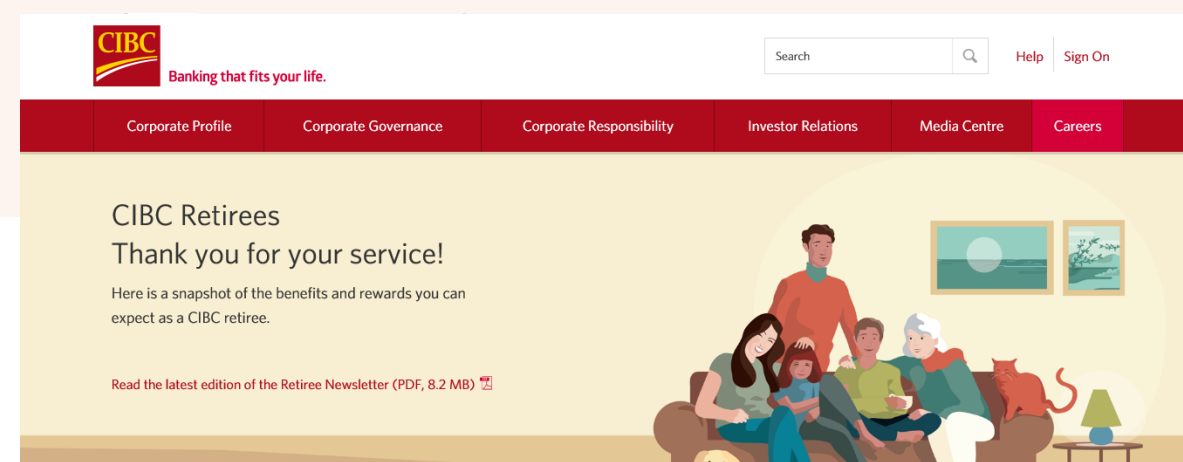 CIBC
Banking that fits your life.
Search
Help
Sign On
Corporate Profile
Corporate Governance
Corporate Responsibility
Investor Relations
Media Centre
Careers
CIBC Retirees
Thank you for your service!
Here is a snapshot of the benefits and rewards you can
expect as a CIBC retiree.
Read the latest edition of the Retiree Newsletter (PDF, 8.2 MB)